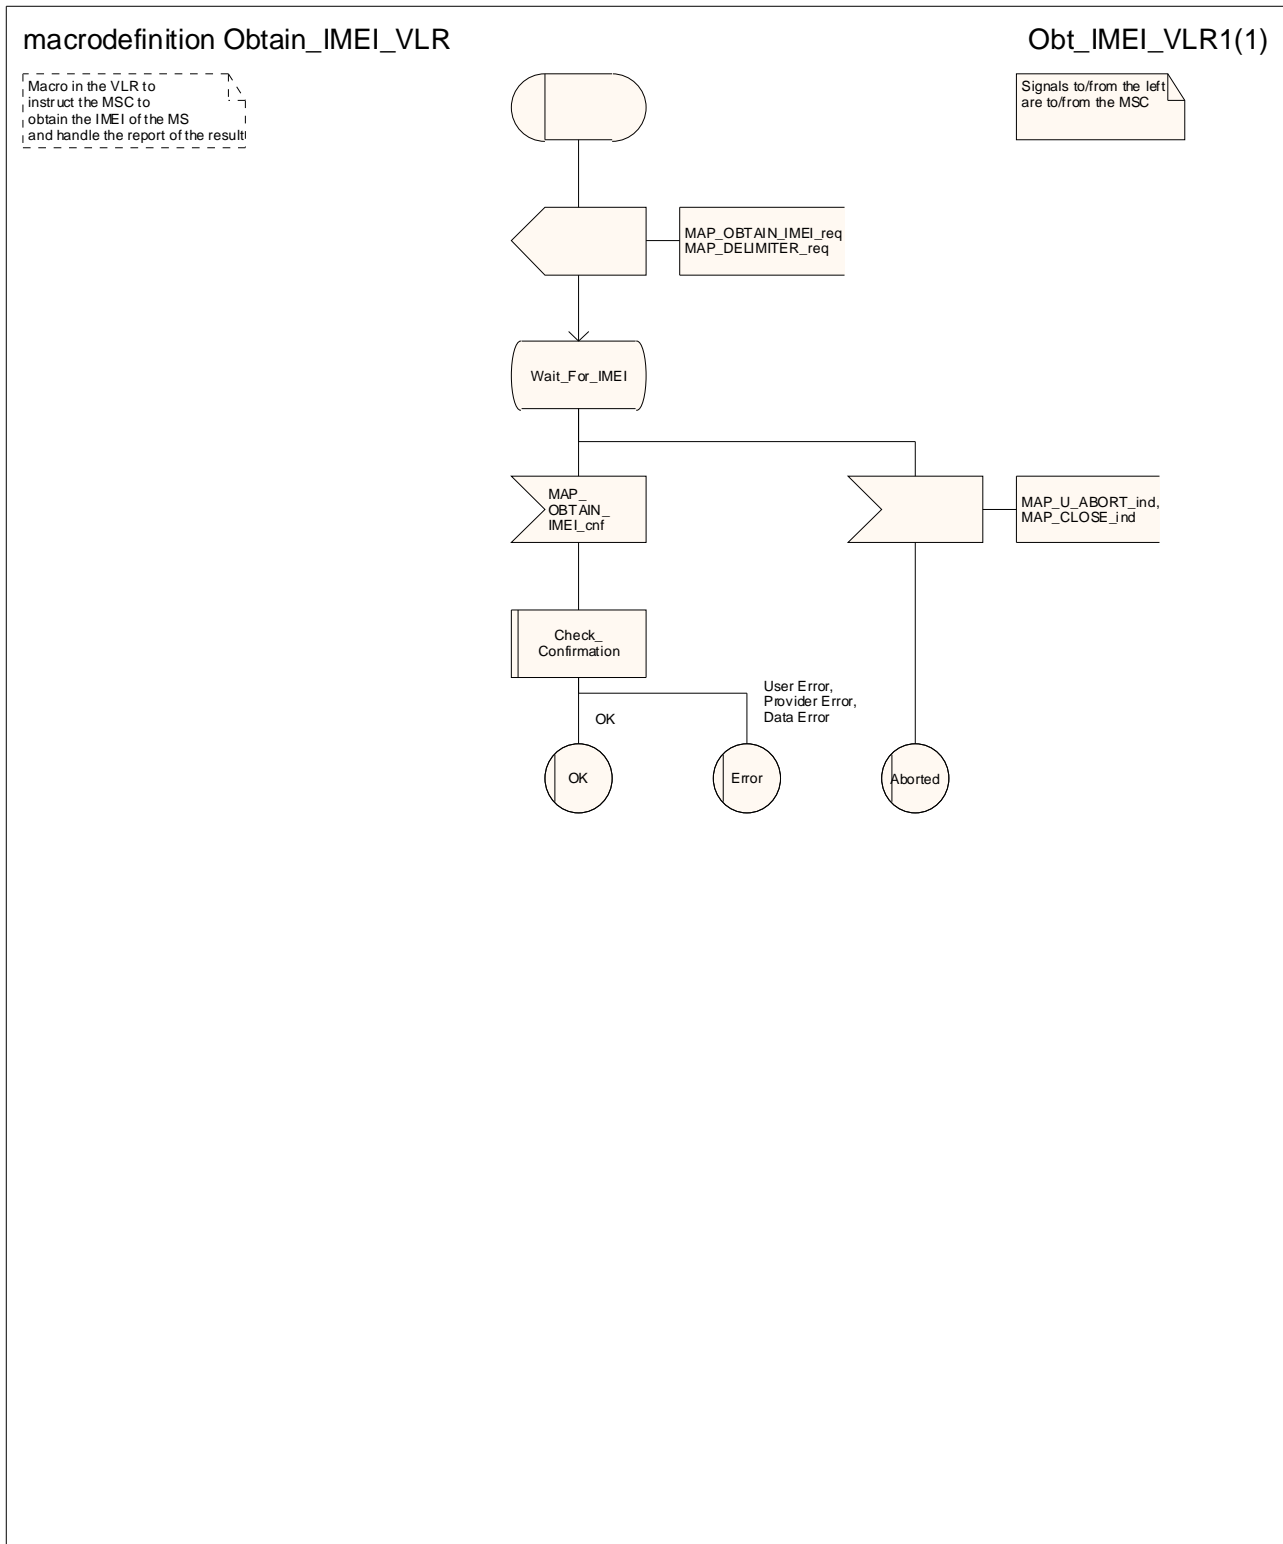 macrodefinition Obtain_IMEI_VLR
Obt_IMEI_VLR1(1)
Macro in the VLR to
instruct the MSC to
obtain the IMEI of the MS
and handle the report of the result
Signals to/from the left
are to/from the MSC
MAP_OBTAIN_IMEI_req
MAP_DELIMITER_req
Wait_For_IMEI
MAP_
OBTAIN_
IMEI_cnf
MAP_U_ABORT_ind,
MAP_CLOSE_ind
Check_
Confirmation
User Error,
Provider Error,
Data Error
OK
OK
Error
Aborted